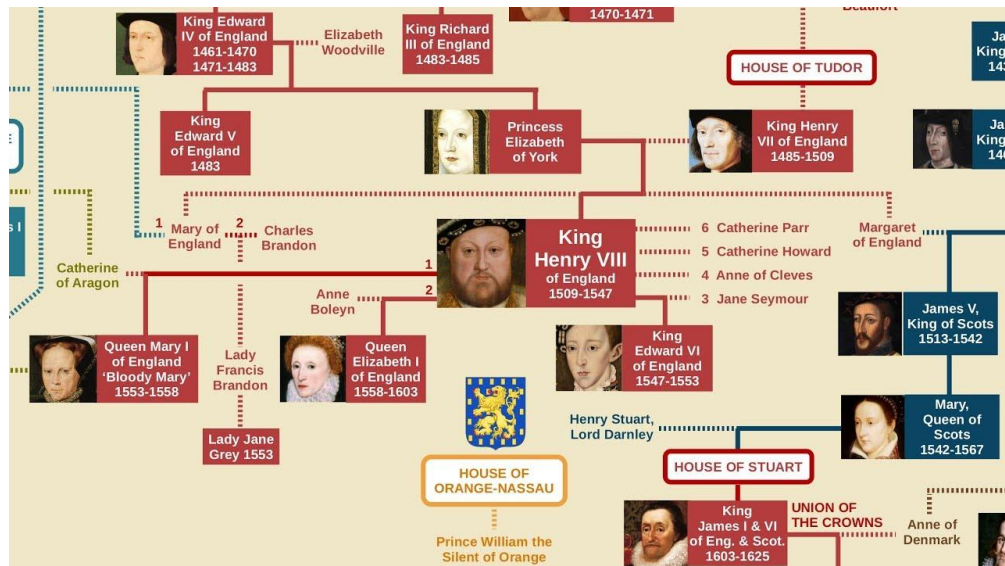 1470-1471
Beaufort
King Edward
IV of England
1461-1470
1471-1483
Elizabeth
Woodville
King Richard
III of England
1483-1485
HOUSE OF TUDOR
King
Edward V
of England
1483
Princess
Elizabeth
of York
King Henry
VII of England
1485-1509
1
Mary of
England
2
Charles
Brandon
King
Henry VIII
of England
1509-1547
6 Catherine Parr
5 Catherine Howard
4 Anne of Cleves
3 Jane Seymour
Margaret
of England
Catherine
of Aragon
1
2
Anne
Boleyn
James V,
King of Scots
1513-1542
Queen Mary I
of England
‘Bloody Mary’
1553-1558
Lady
Francis
Brandon
Queen
Elizabeth I
of England
1558-1603
King
Edward VI
of England
1547-1553
Henry Stuart,
Lord Darnley
Mary,
Queen of
Scots
1542-1567
Lady Jane
Grey 1553
HOUSE OF
ORANGE-NASSAU
HOUSE OF STUART
King
James I & VI
of Eng. & Scot.
1603-1625
UNION OF
THE CROWNS
Anne of
Denmark
Prince William the
Silent of Orange